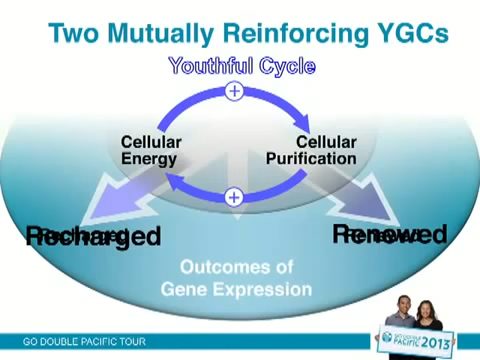 Two Mutually Reinforcing YGCs
Youthful Cycle
+
Cellular
Energy
Cellular
Purification
+
Recharged
Renewed
Outcomes of
Gene Expression
GO DOUBLE PACIFIC TOUR
PACIFIC 2013